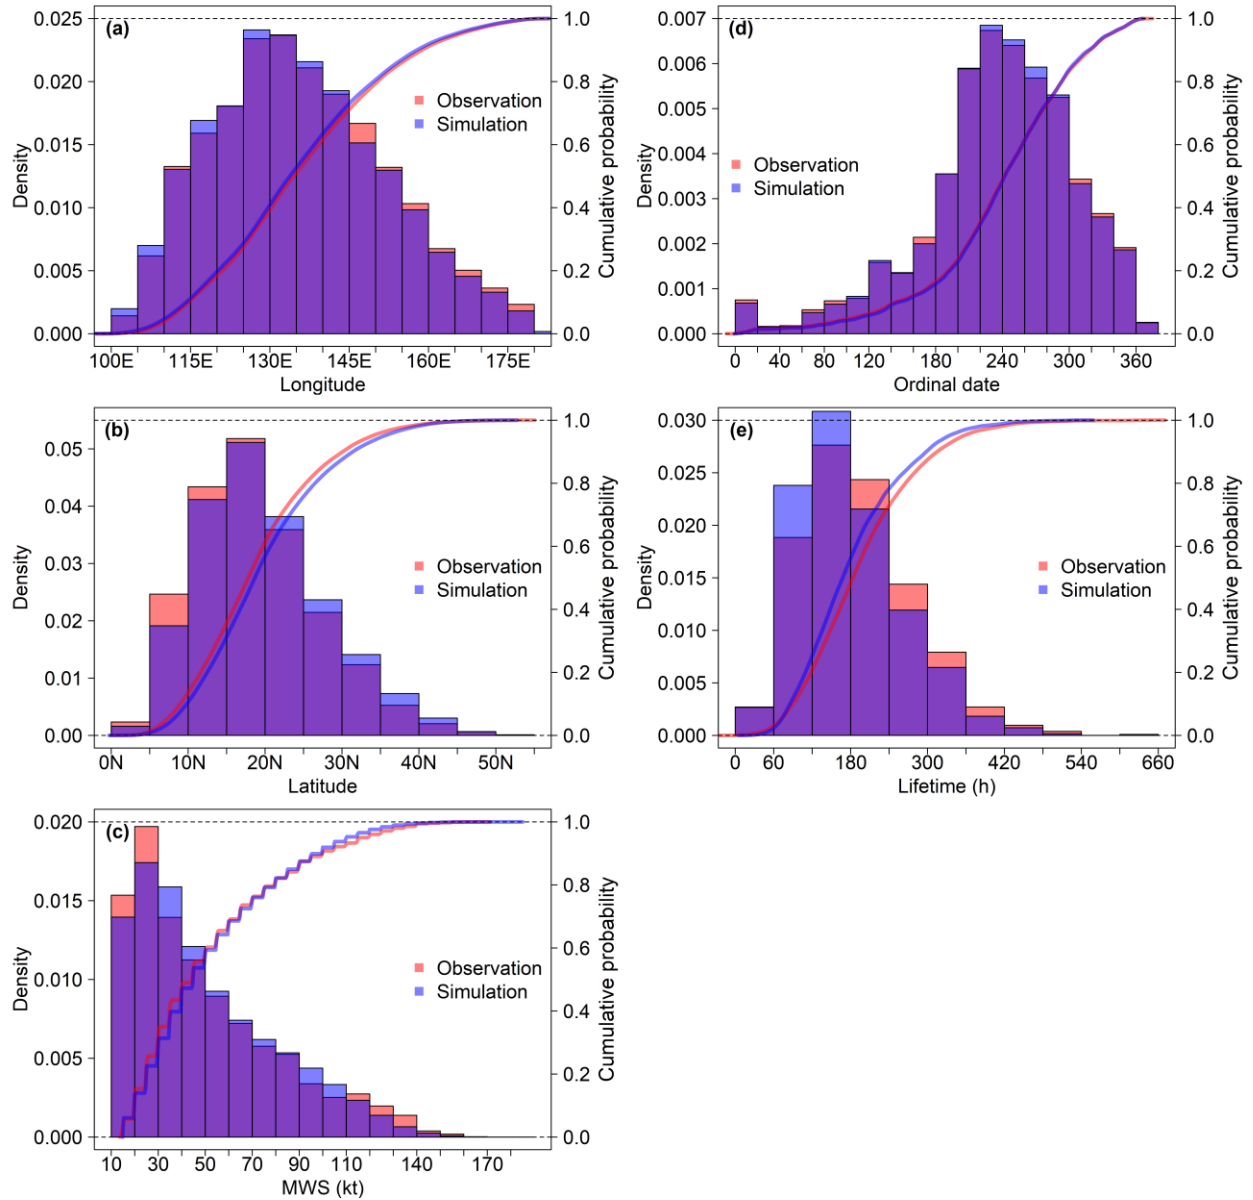 (a)
0.025
0.020
0.015
0.010
0.005
0.000
Density
1.0
0.8
0.6
0.4
0.2
0.0
Cumulative probability
Observation
Simulation
100E 115E 130E 145E 160E 175E
Longitude
(d)
0.007
0.006
0.005
0.004
0.003
0.002
0.001
0.000
Density
1.0
0.8
0.6
0.4
0.2
0.0
Cumulative probability
Observation
Simulation
0 40 80 120 180 240 300 360
Ordinal date
(b)
0.05
0.04
0.03
0.02
0.01
0.00
Density
1.0
0.8
0.6
0.4
0.2
0.0
Cumulative probability
Observation
Simulation
0N 10N 20N 30N 40N 50N
Latitude
(e)
0.030
0.025
0.020
0.015
0.010
0.005
0.000
Density
1.0
0.8
0.6
0.4
0.2
0.0
Cumulative probability
Observation
Simulation
0 60 180 300 420 540 660
Lifetime (h)
(c)
0.020
0.015
0.010
0.005
0.000
Density
1.0
0.8
0.6
0.4
0.2
0.0
Cumulative probability
Observation
Simulation
10 30 50 70 90 110 140 170
MWS (kt)